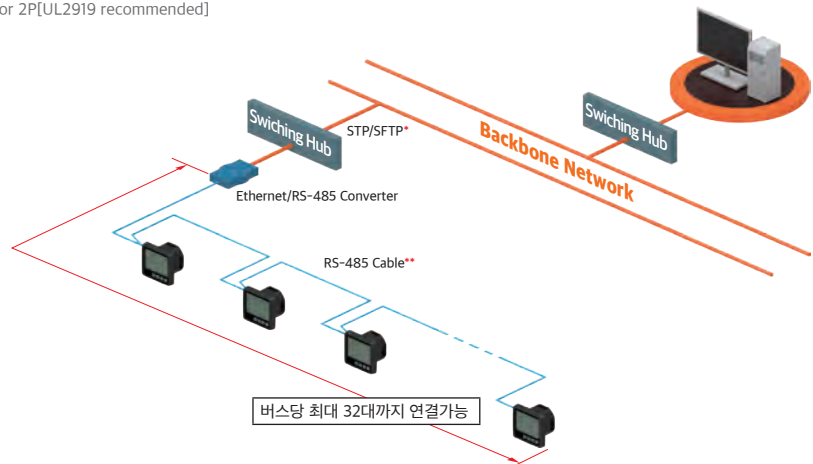 or 2P[UL2919 recommended]
Swiching Hub
STP/SFTP*
Backbone Network
Swiching Hub
Ethernet/RS-485 Converter
RS-485 Cable**
버스당 최대 32대까지 연결가능